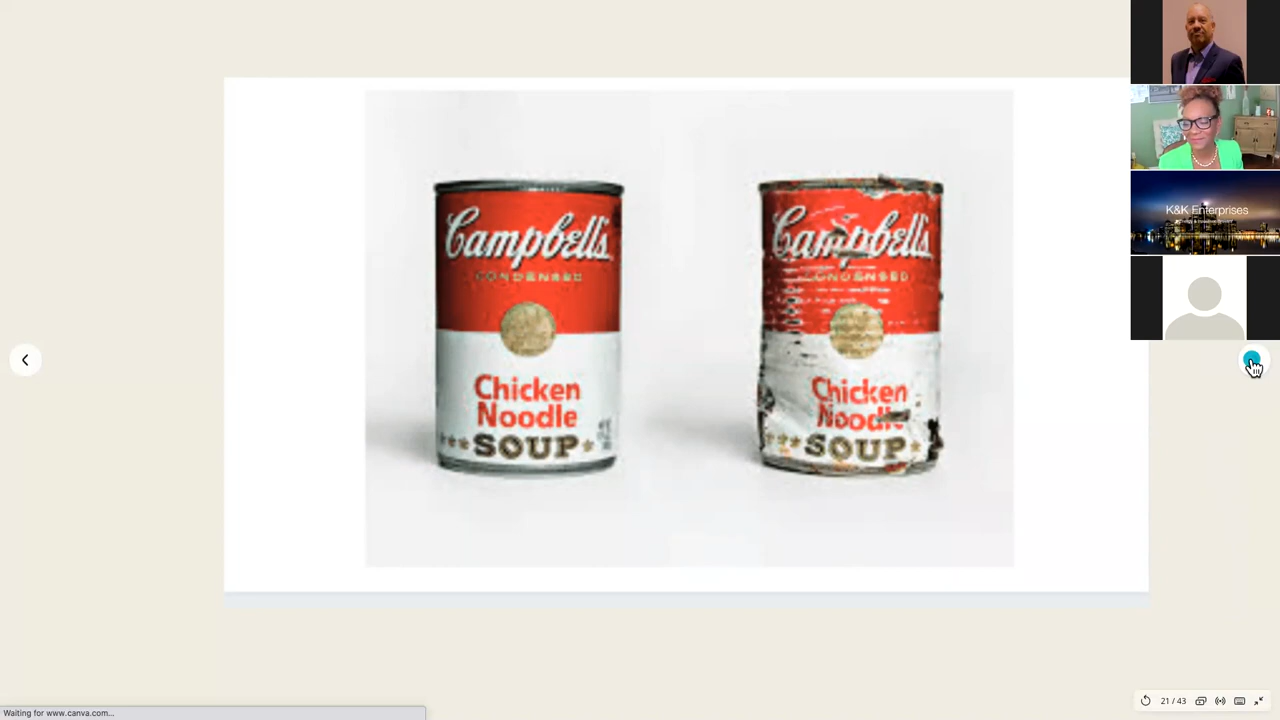 Campbell's
CONDENSED
Chicken
Noodle
SOUP
Campbell's
CONDENSED
Chicken
Noodle
SOUP
K&K Enterprises
21 / 43
Waiting for www.canva.com...